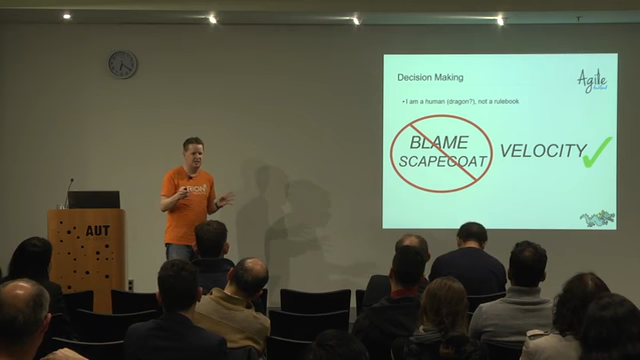 Decision Making
Agile
• I am a human (dragon?), not a rulebook
BLAME
SCAPEGOAT
VELOCITY
AUT